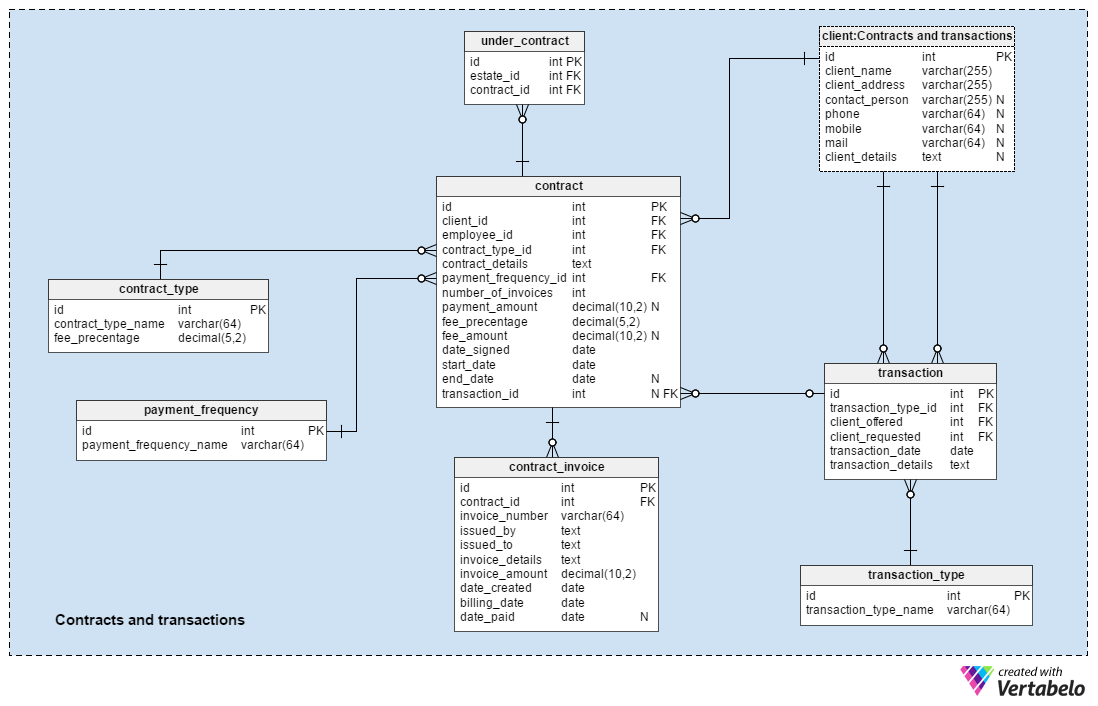 under_contract
id int PK
estate_id int FK
contract_id int FK
client:Contracts and transactions
id int PK
client_name varchar(255)
client_address varchar(255)
contact_person varchar(255) N
phone varchar(64) N
mobile varchar(64) N
mail varchar(64) N
client_details text N
contract
id int PK
client_id int FK
employee_id int FK
contract_type_id int FK
contract_details text
payment_frequency_id int FK
number_of_invoices int
payment_amount decimal(10,2) N
fee_precentage decimal(5,2)
fee_amount decimal(10,2) N
date_signed date
start_date date
end_date date N
transaction_id int N FK
contract_type
id int PK
contract_type_name varchar(64)
fee_precentage decimal(5,2)
payment_frequency
id int PK
payment_frequency_name varchar(64)
transaction
id int PK
transaction_type_id int FK
client_offered int FK
client_requested int FK
transaction_date date
transaction_details text
contract_invoice
id int PK
contract_id int FK
invoice_number varchar(64)
issued_by text
issued_to text
invoice_details text
invoice_amount decimal(10,2)
date_created date
billing_date date
date_paid date N
transaction_type
id int PK
transaction_type_name varchar(64)
Contracts and transactions
created with
Vertabelo